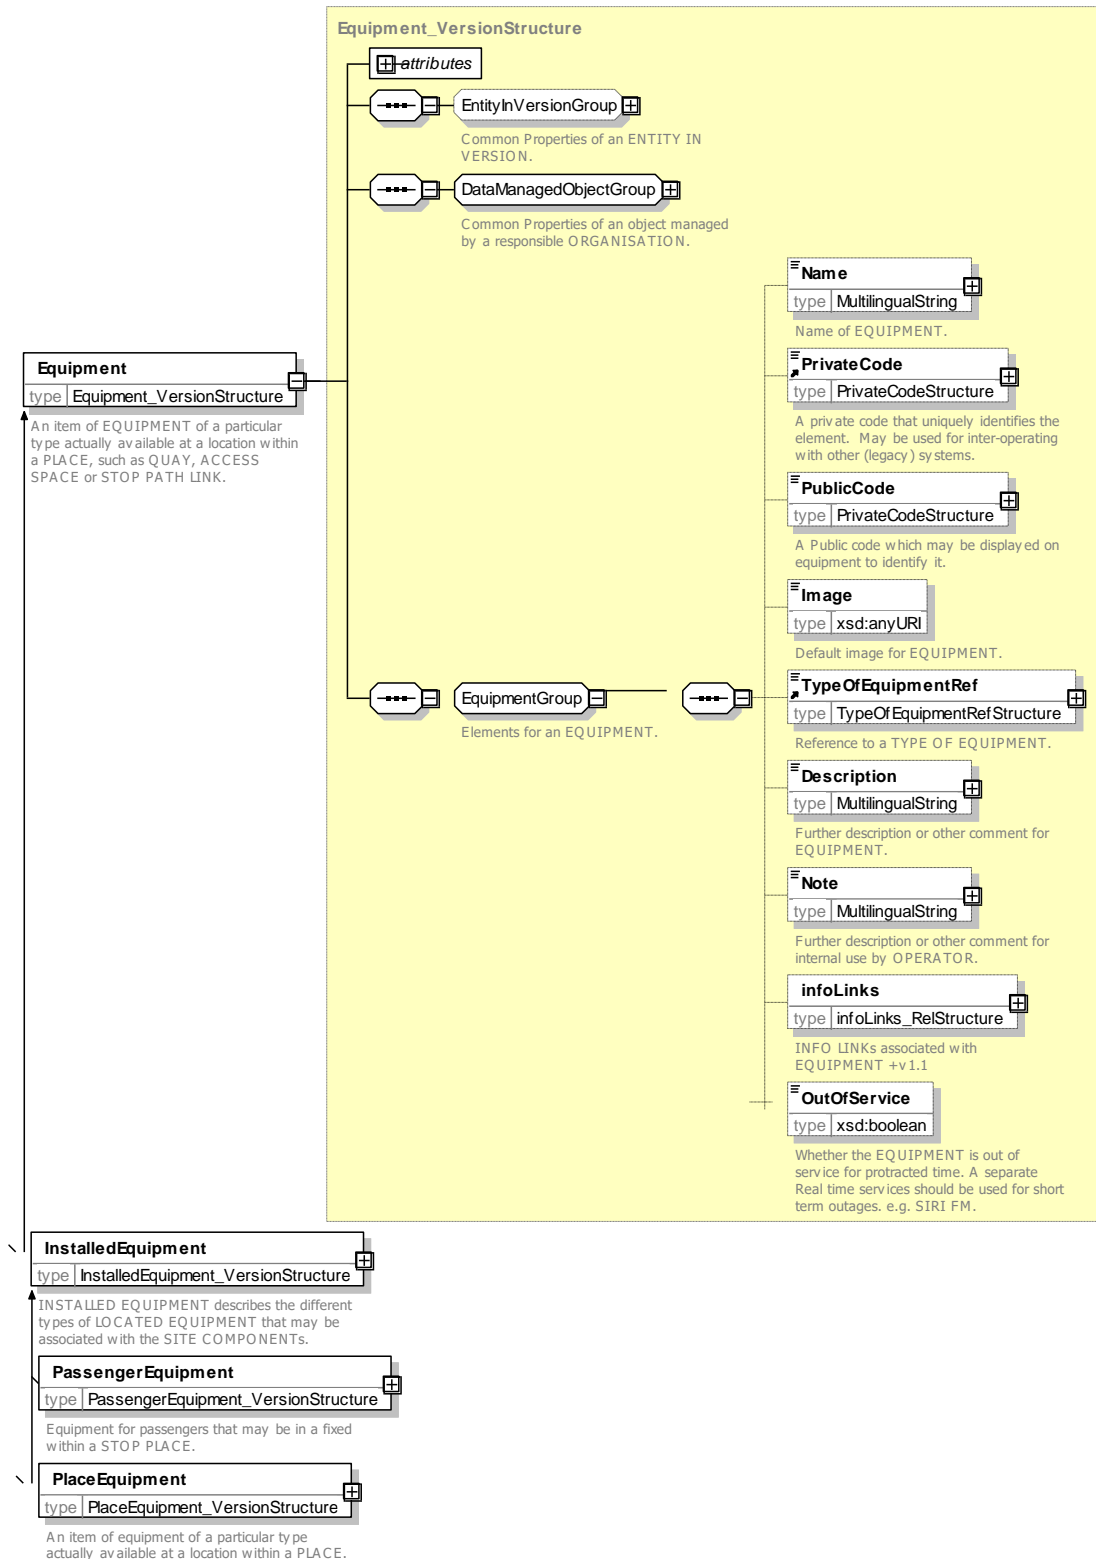 Equipment_VersionStructure
attributes
EntityInVersionGroup
Common Properties of an ENTITY IN
VERSION.
DataManagedObjectGroup
Common Properties of an object managed
by a responsible ORGANISATION.
Name
type MultilingualString
Name of EQUIPMENT.
Equipment
type Equipment_VersionStructure
An item of EQUIPMENT of a particular
type actually available at a location within
a PLACE, such as QUAY, ACCESS
SPACE or STOP PATH LINK.
PrivateCode
type PrivateCodeStructure
A private code that uniquely identifies the
element. May be used for inter-operating
with other (legacy) systems.
PublicCode
type PrivateCodeStructure
A Public code which may be displayed on
equipment to identify it.
Image
type xsd:anyURI
Default image for EQUIPMENT.
EquipmentGroup
Elements for an EQUIPMENT.
TypeOfEquipmentRef
type TypeOfEquipmentRefStructure
Reference to a TYPE OF EQUIPMENT.
Description
type MultilingualString
Further description or other comment for
EQUIPMENT.
Note
type MultilingualString
Further description or other comment for
internal use by OPERATOR.
infoLinks
type infoLinks_RelStructure
INFO LINKs associated with
EQUIPMENT +v1.1
OutOfService
type xsd:boolean
Whether the EQUIPMENT is out of
service for protracted time. A separate
Real time services should be used for short
term outages. e.g. SIRI FM.
InstalledEquipment
type InstalledEquipment_VersionStructure
INSTALLED EQUIPMENT describes the different
types of LOCATED EQUIPMENT that may be
associated with the SITE COMPONENTs.
PassengerEquipment
type PassengerEquipment_VersionStructure
Equipment for passengers that may be in a fixed
within a STOP PLACE.
PlaceEquipment
type PlaceEquipment_VersionStructure
An item of equipment of a particular type
actually available at a location within a PLACE.